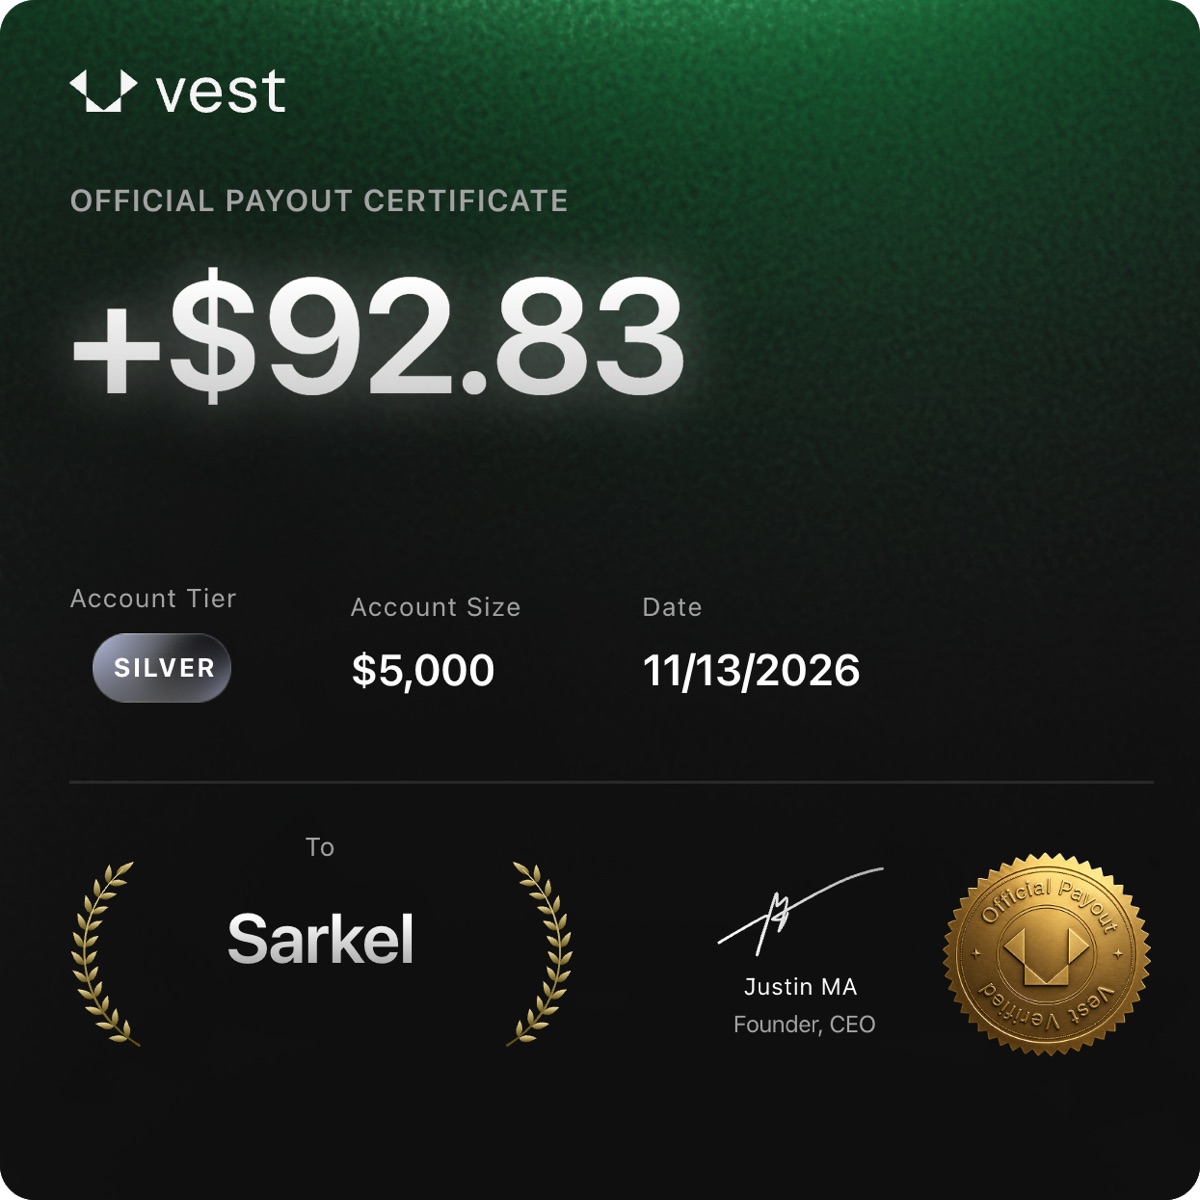 vest
OFFICIAL PAYOUT CERTIFICATE
+$92.83
Account Tier
SILVER
Account Size
$5,000
Date
11/13/2026
To
Sarkel
Justin MA
Founder, CEO
Official Payout
Vest Verified